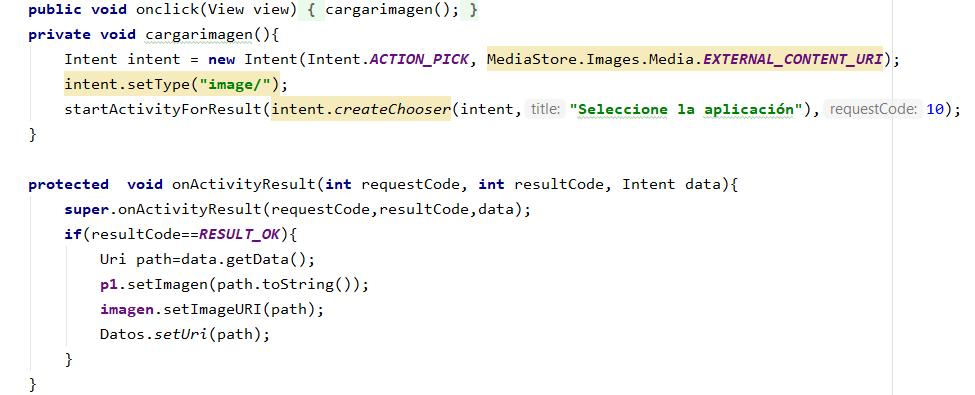 public void onclick(View view) { cargarimagen(); }
private void cargarimagen(){
    Intent intent = new Intent(Intent.ACTION_PICK, MediaStore.Images.Media.EXTERNAL_CONTENT_URI);
    intent.setType("image/");
    startActivityForResult(intent.createChooser(intent, title: "Seleccione la aplicación"), requestCode: 10);
}

protected  void onActivityResult(int requestCode, int resultCode, Intent data){
    super.onActivityResult(requestCode,resultCode,data);
    if(resultCode==RESULT_OK){
        Uri path=data.getData();
        p1.setImagen(path.toString());
        imagen.setImageURI(path);
        Datos.setUri(path);
    }
}